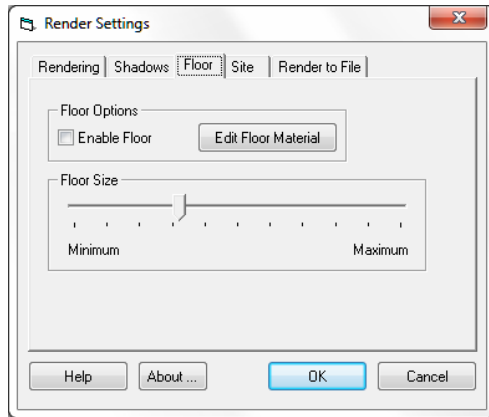 Render Settings
Rendering Shadows Floor Site Render to File
Floor Options
Enable Floor Edit Floor Material
Floor Size
Minimum Maximum
Help About ... OK Cancel